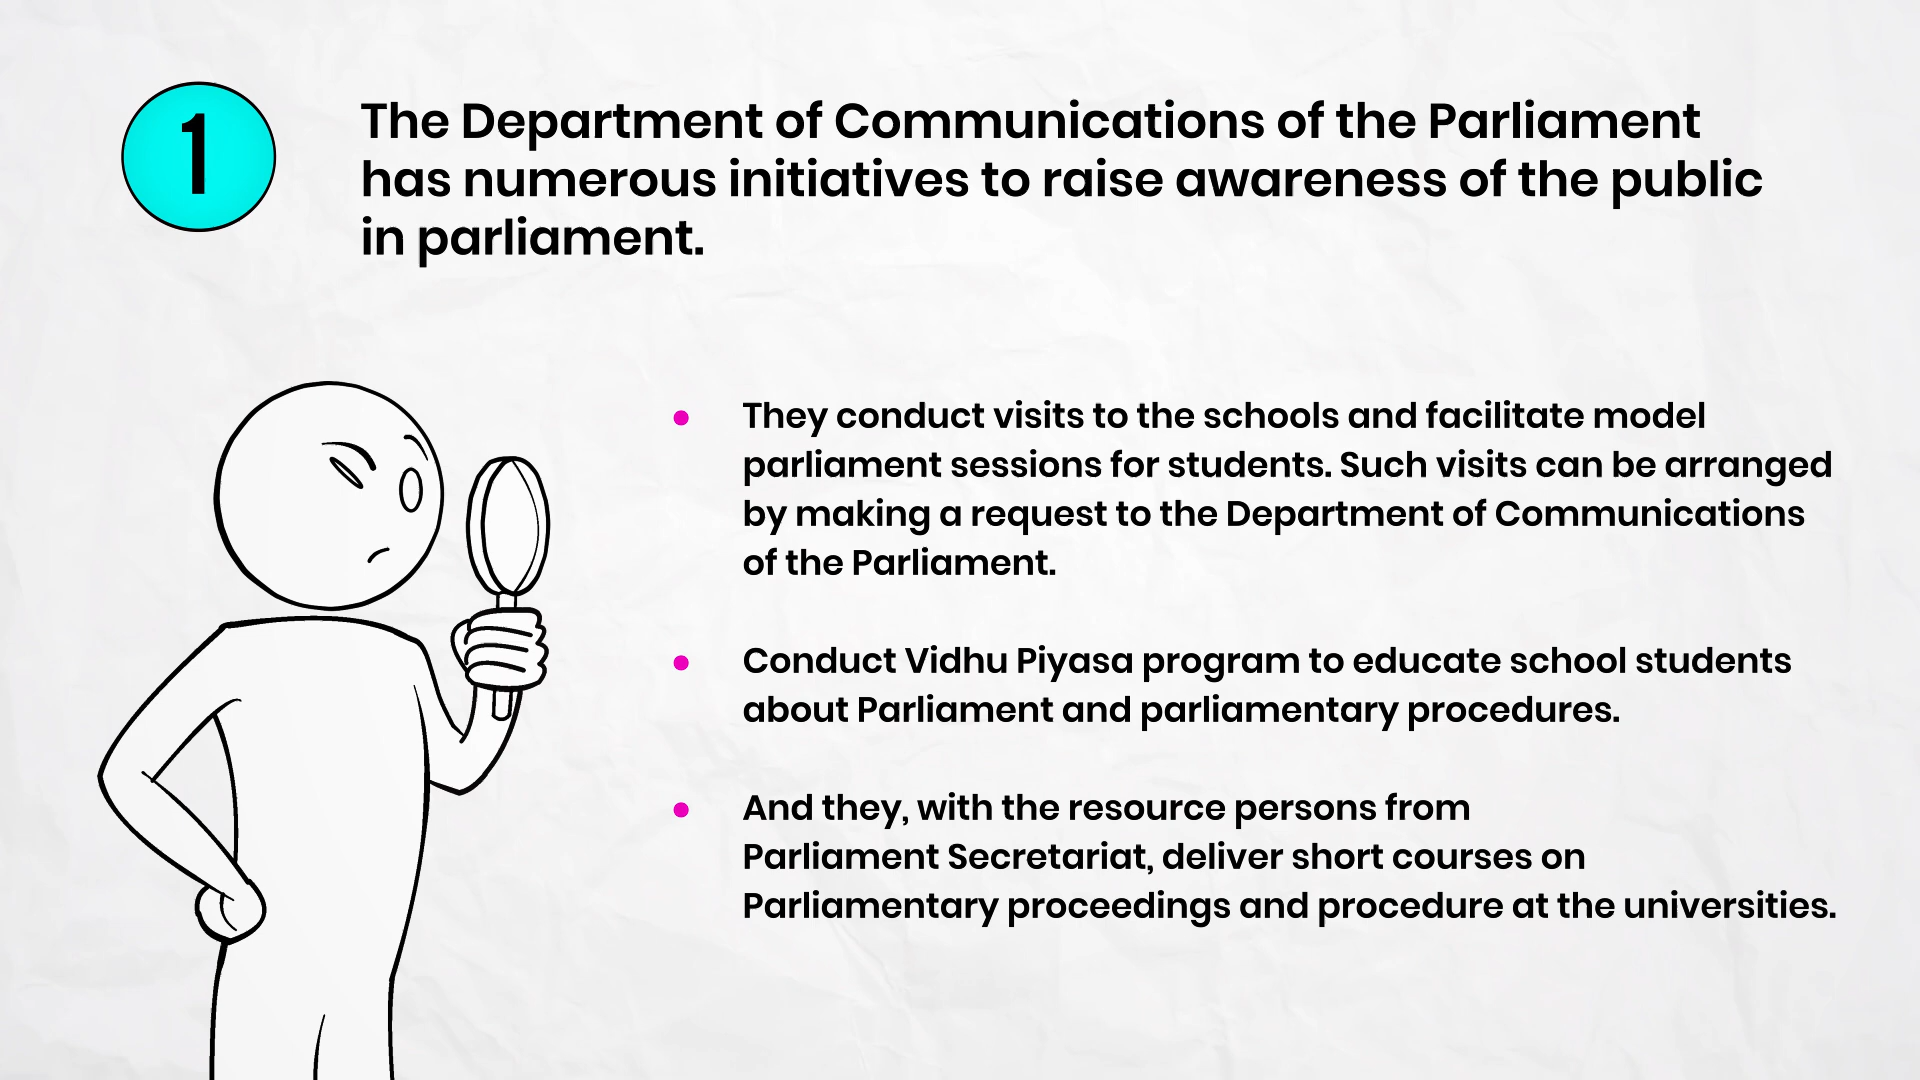 1
The Department of Communications of the Parliament
has numerous initiatives to raise awareness of the public
in parliament.
• They conduct visits to the schools and facilitate model
parliament sessions for students. Such visits can be arranged
by making a request to the Department of Communications
of the Parliament.
• Conduct Vidhu Piyasa program to educate school students
about Parliament and parliamentary procedures.
• And they, with the resource persons from
Parliament Secretariat, deliver short courses on
Parliamentary proceedings and procedure at the universities.